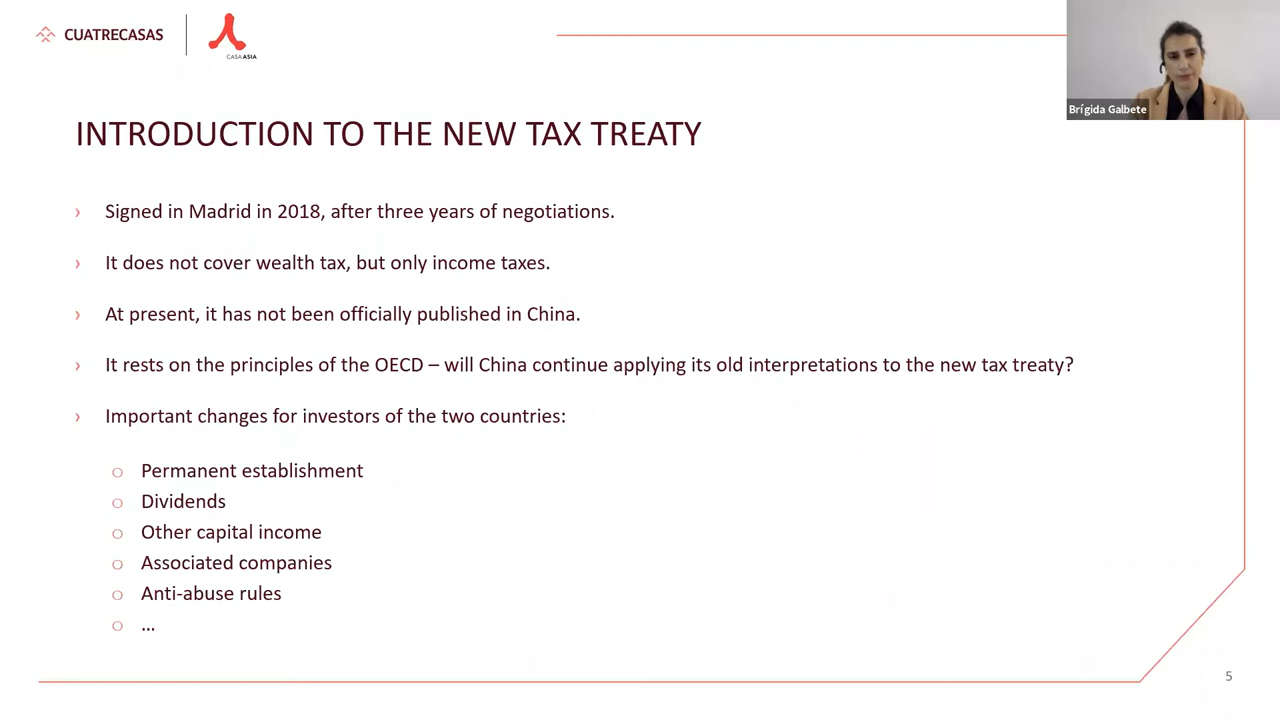 CUATRECASAS
CASA ASIA
Brígida Galbete
INTRODUCTION TO THE NEW TAX TREATY
› Signed in Madrid in 2018, after three years of negotiations.
› It does not cover wealth tax, but only income taxes.
› At present, it has not been officially published in China.
› It rests on the principles of the OECD – will China continue applying its old interpretations to the new tax treaty?
› Important changes for investors of the two countries:
o Permanent establishment
o Dividends
o Other capital income
o Associated companies
o Anti-abuse rules
o ...
5